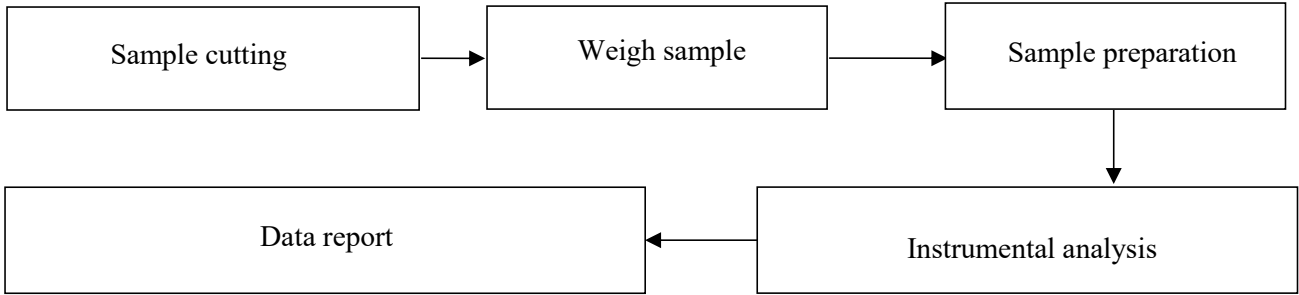 Sample cutting
Weigh sample
Sample preparation
Instrumental analysis
Data report